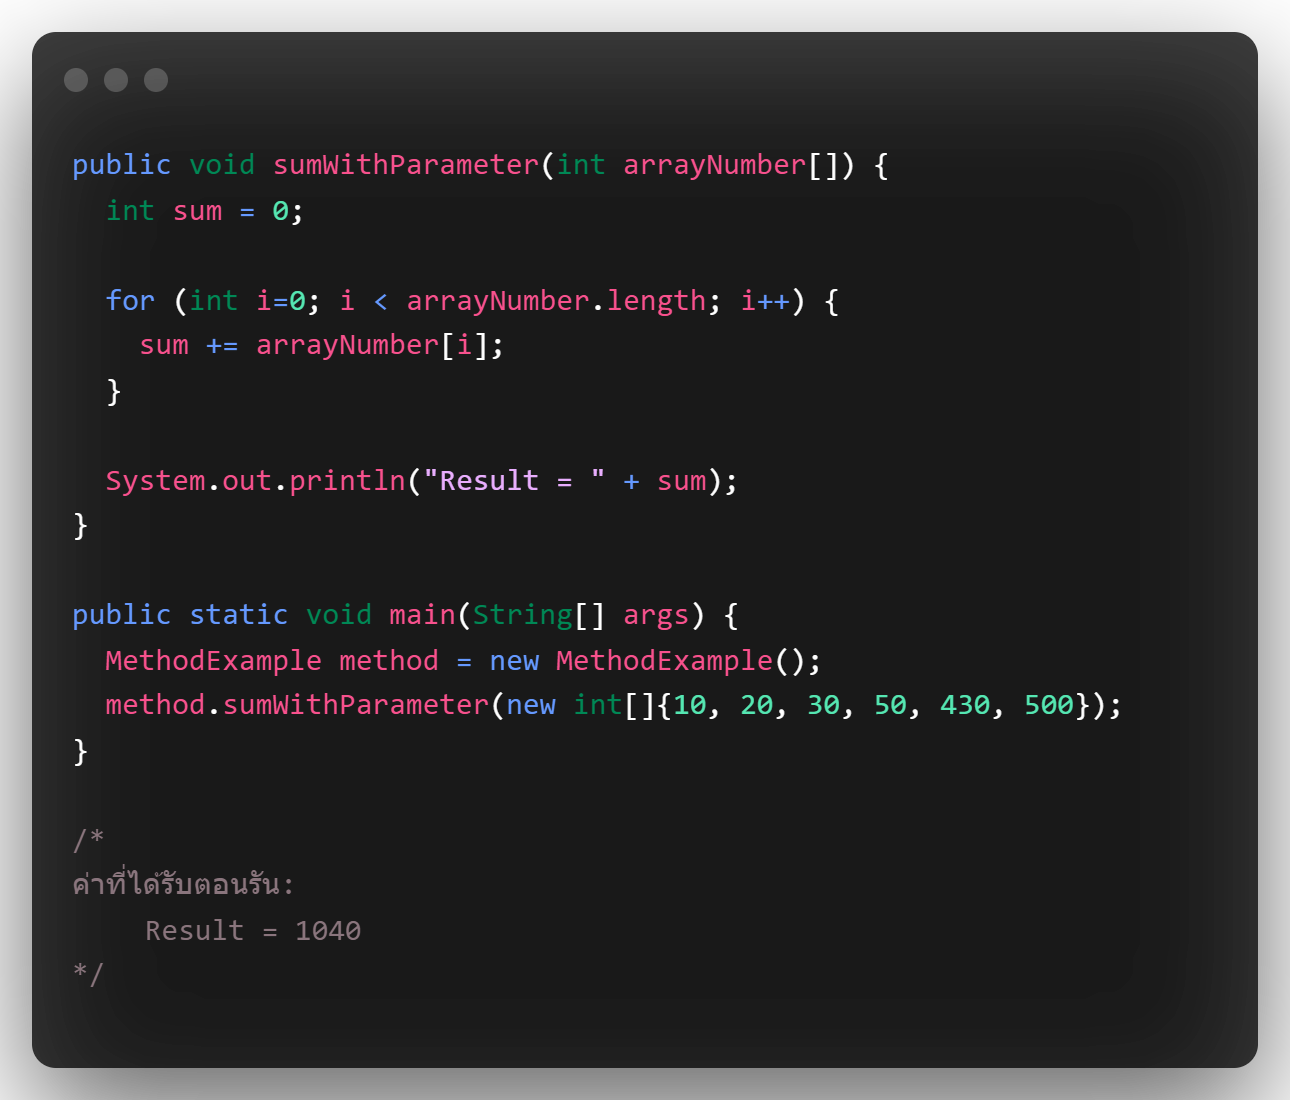 public void sumWithParameter(int arrayNumber[]) {
int sum = 0;
for (int i=0; i < arrayNumber.length; i++) {
sum += arrayNumber[i];
}
System.out.println("Result = " + sum);
}
public static void main(String[] args) {
MethodExample method = new MethodExample();
method.sumWithParameter(new int[]{10, 20, 30, 50, 430, 500});
}
/*
ค่าที่ได้รับตอนรัน:
Result = 1040
*/